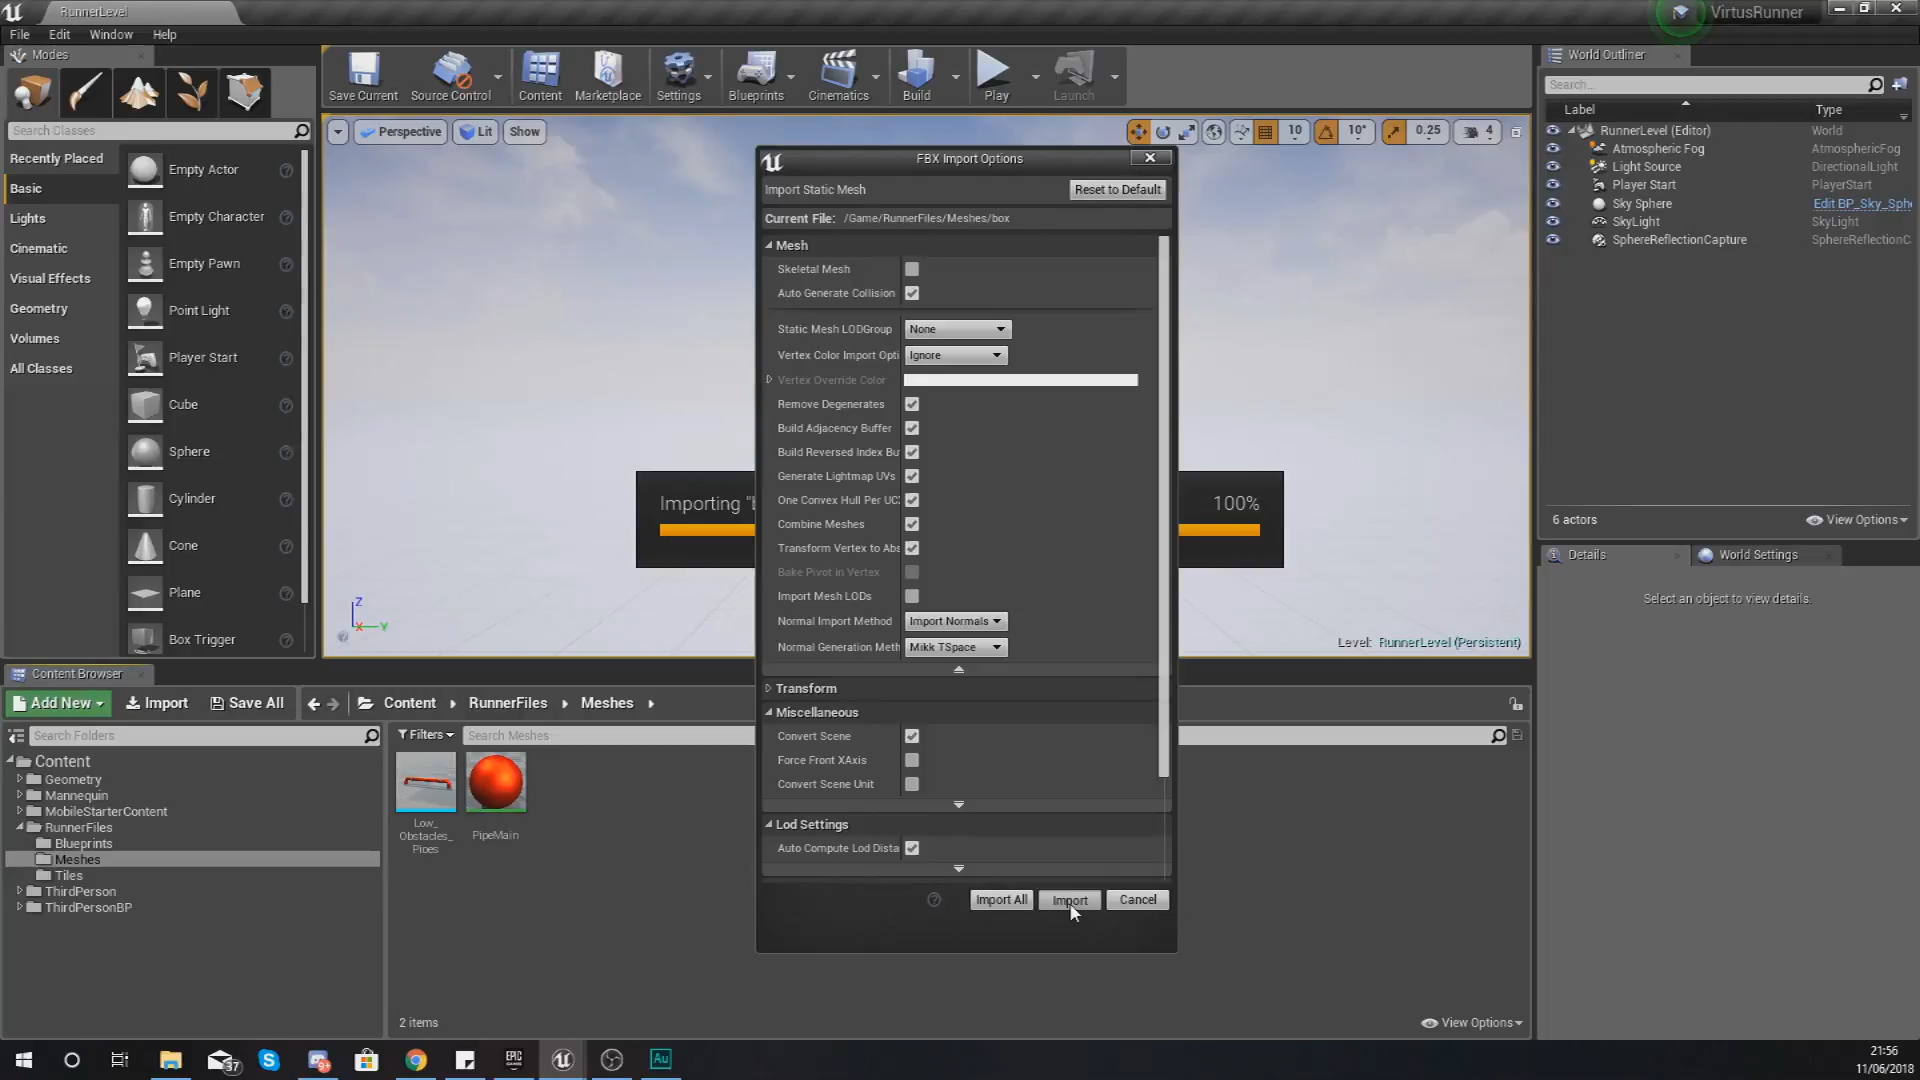 RunnerLevel
VirtusRunner
File Edit Window Help
Modes
Search Classes
Recently Placed
Basic
Lights
Cinematic
Visual Effects
Geometry
Volumes
All Classes
Empty Actor
Empty Character
Empty Pawn
Point Light
Player Start
Cube
Sphere
Cylinder
Cone
Plane
Box Trigger
Save Current Source Control Content Marketplace Settings Blueprints Cinematics Build Play Launch
Perspective Lit Show
10 10° 0.25 4
Importing "b
100%
Z
X Y
Level: RunnerLevel (Persistent)
FBX Import Options
Import Static Mesh Reset to Default
Current File: /Game/RunnerFiles/Meshes/box
Mesh
Skeletal Mesh
Auto Generate Collision
Static Mesh LODGroup None
Vertex Color Import Opti Ignore
Vertex Override Color
Remove Degenerates
Build Adjacency Buffer
Build Reversed Index Bu
Generate Lightmap UVs
One Convex Hull Per UC
Combine Meshes
Transform Vertex to Abs
Bake Pivot in Vertex
Import Mesh LODs
Normal Import Method Import Normals
Normal Generation Meth Mikk TSpace
Transform
Miscellaneous
Convert Scene
Force Front XAxis
Convert Scene Unit
Lod Settings
Auto Compute Lod Dista
Import All Import Cancel
World Outliner
Search...
Label Type
RunnerLevel (Editor) World
Atmospheric Fog AtmosphericFog
Light Source DirectionalLight
Player Start PlayerStart
Sky Sphere Edit BP_Sky_Sph
SkyLight SkyLight
SphereReflectionCapture SphereReflectionC
6 actors View Options
Details World Settings
Select an object to view details.
Content Browser
Add New Import Save All Content RunnerFiles Meshes
Search Folders
Filters Search Meshes
Content
Geometry
Mannequin
MobileStarterContent
RunnerFiles
Blueprints
Meshes
Tiles
ThirdPerson
ThirdPersonBP
Low_
Obstacles_
Pipes
PipeMain
2 items
View Options
37
9+
EPIC
GAMES
Au
21:56
11/06/2018